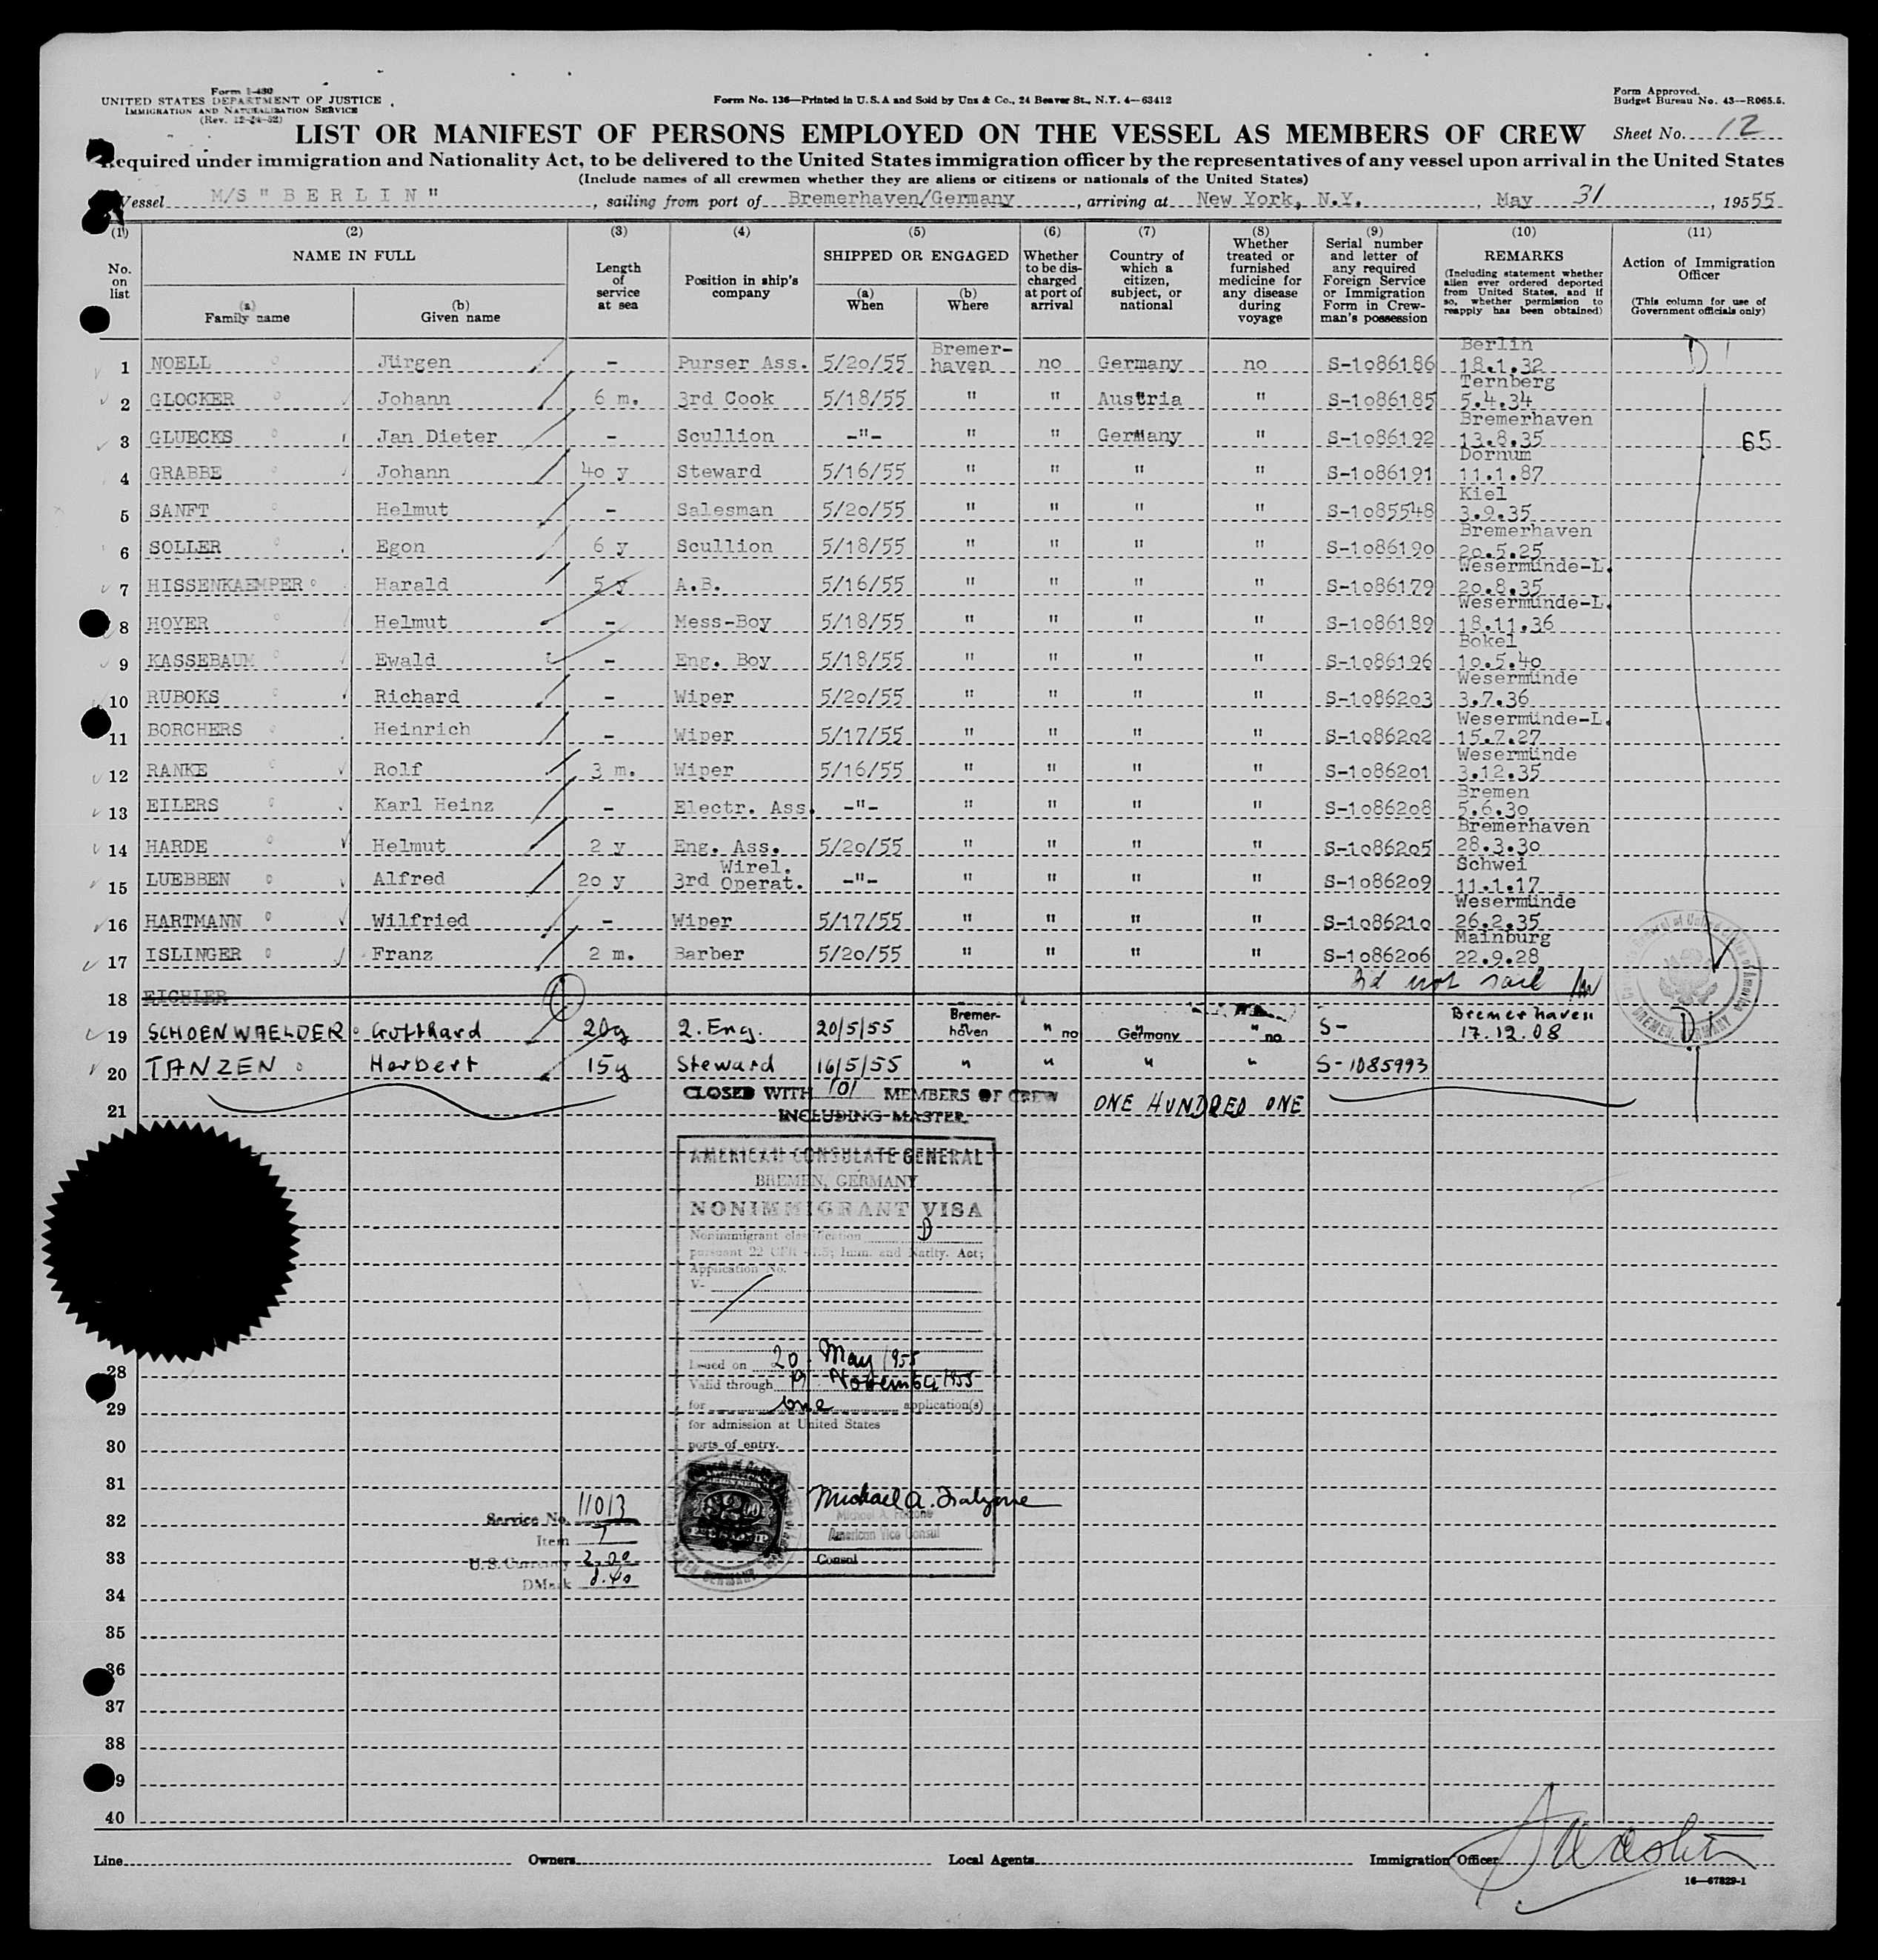 Form I-480
UNITED STATES DEPARTMENT OF JUSTICE
IMMIGRATION AND NATURALIZATION SERVICE
(Rev. 12-24-52)
Form No. 136—Printed in U.S.A and Sold by Unz & Co., 24 Beaver St., N.Y. 4—63412
Form Approved.
Budget Bureau No. 43—R065.5.
LIST OR MANIFEST OF PERSONS EMPLOYED ON THE VESSEL AS MEMBERS OF CREW
Sheet No. 12
Required under immigration and Nationality Act, to be delivered to the United States immigration officer by the representatives of any vessel upon arrival in the United States
(Include names of all crewmen whether they are aliens or citizens or nationals of the United States)
Vessel M/S "BERLIN", sailing from port of Bremerhaven/Germany, arriving at New York, N.Y., May 31, 1955 55
(1) (2) (3) (4) (5) (6) (7) (8) (9) (10) (11)
No. on list
NAME IN FULL
(a) Family name
(b) Given name
Length of service at sea
Position in ship's company
SHIPPED OR ENGAGED
(a) When
(b) Where
Whether to be discharged at port of arrival
Country of which a citizen, subject, or national
Whether treated or furnished medicine for any disease during voyage
Serial number and letter of any required Foreign Service or Immigration Form in Crewman's possession
REMARKS
(Including statement whether alien ever ordered deported from United States, and if so, whether permission to reapply has been obtained)
Action of Immigration Officer
(This column for use of Government officials only)
1 NOELL Jürgen - Purser Ass. 5/20/55 Bremerhaven no Germany no S-1086186 Berlin 18.1.32 D
2 GLOCKER Johann 6 m. 3rd Cook 5/18/55 " " Austria " S-1086185 Ternberg 5.4.34
3 GLUECKS Jan Dieter - Scullion -"- " " Germany " S-1086192 Bremerhaven 13.8.35 65
4 GRABBE Johann 40 y Steward 5/16/55 " " " " S-1086191 Dornum 11.1.87
5 SANFT Helmut - Salesman 5/20/55 " " " " S-1085548 Kiel 3.9.35
6 SOLLER Egon 6 y Scullion 5/18/55 " " " " S-1086190 Bremerhaven 20.5.25
7 HISSENKAEMPER Harald 5 y A.B. 5/16/55 " " " " S-1086179 Wesermünde-L. 20.8.35
8 HOYER Helmut - Mess-Boy 5/18/55 " " " " S-1086189 Wesermünde-L. 18.11.36
9 KASSEBAUM Ewald - Eng. Boy 5/18/55 " " " " S-1086196 Bokel 10.5.40
10 RUBOKS Richard - Wiper 5/20/55 " " " " S-1086203 Wesermünde 3.7.36
11 BORCHERS Heinrich - Wiper 5/17/55 " " " " S-1086202 Wesermünde-L. 15.7.27
12 RANKE Rolf 3 m. Wiper 5/16/55 " " " " S-1086201 Wesermünde 3.12.35
13 EILERS Karl Heinz - Electr. Ass. -"- " " " " S-1086208 Bremen 5.6.30
14 HARDE Helmut 2 y Eng. Ass. 5/20/55 " " " " S-1086205 Bremerhaven 28.3.30
15 LUEBBEN Alfred 20 y 3rd Wirel. Operat. -"- " " " " S-1086209 Schwei 11.1.17
16 HARTMANN Wilfried - Wiper 5/17/55 " " " " S-1086210 Wesermünde 26.2.35
17 ISLINGER Franz 2 m. Barber 5/20/55 " " " " S-1086206 Mainburg 22.9.28
18 EICHLER did not sail
19 SCHOENWAELDER Gotthard 20y 2. Eng. 20/5/55 Bremerhaven " no Germany " no S- Bremerhaven 17.12.08 D
20 TANZEN Herbert 15y Steward 16/5/55 " " " " S-1085993
21 CLOSED WITH 101 MEMBERS OF CREW ONE HUNDRED ONE
INCLUDING MASTER
AMERICAN CONSULATE GENERAL
BREMEN, GERMANY
NONIMMIGRANT VISA
Nonimmigrant classification D
pursuant 22 CFR 41.5; Imm. and Natlty. Act;
Application No.
V-
Issued on 20. May 1955
Valid through 19. November 1955
for one application(s)
for admission at United States
ports of entry.
Michael A. Falzone
Michael A. Falzone
American Vice Consul
Consul
Service No. 11013
Item 7
U.S. Currency 2.00
DMark 8.40
28
29
30
31
32
33
34
35
36
37
38
39
40
Line
Owners
Local Agents
Immigration Officer
16—67829-1